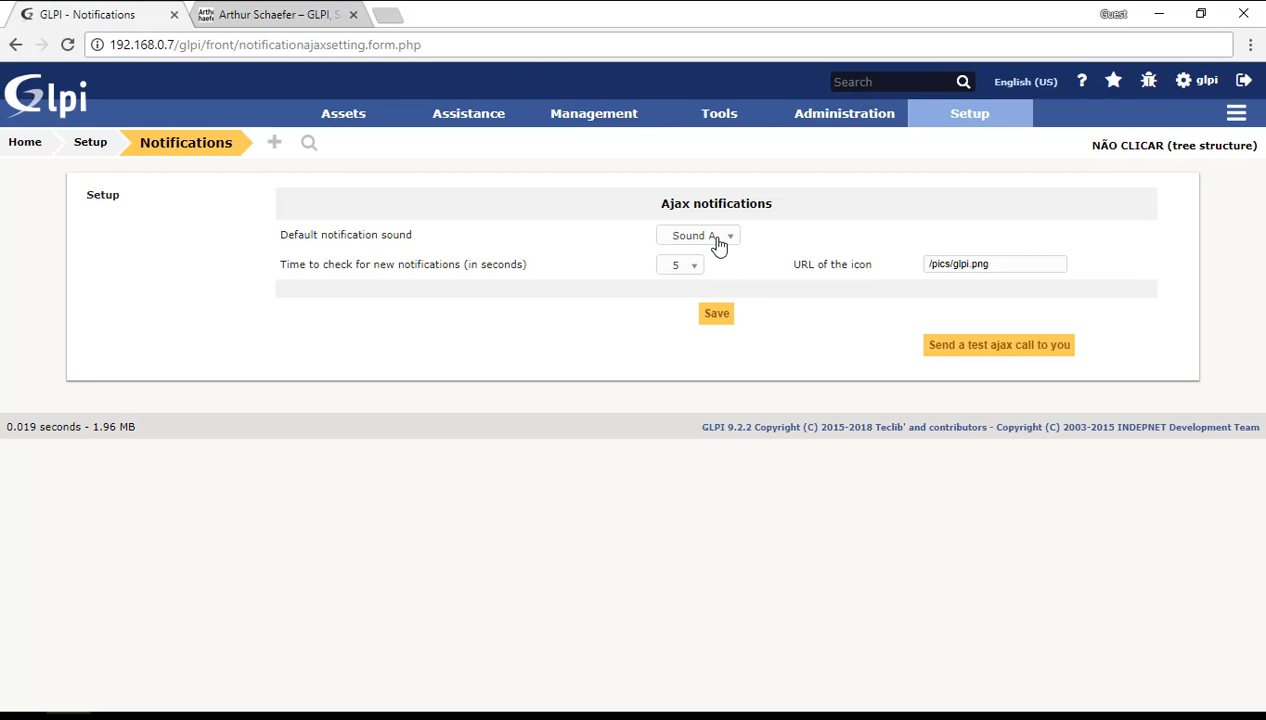 GLPI - Notifications
Arthur Schaefer – GLPI, S
Guest
192.168.0.7/glpi/front/notificationajaxsetting.form.php
Glpi
Search
English (US)
?
glpi
Assets
Assistance
Management
Tools
Administration
Setup
Home
Setup
Notifications
NÃO CLICAR (tree structure)
Setup
Ajax notifications
Default notification sound
Sound A
Time to check for new notifications (in seconds)
5
URL of the icon
/pics/glpi.png
Save
Send a test ajax call to you
0.019 seconds - 1.96 MB
GLPI 9.2.2 Copyright (C) 2015-2018 Teclib' and contributors - Copyright (C) 2003-2015 INDEPNET Development Team